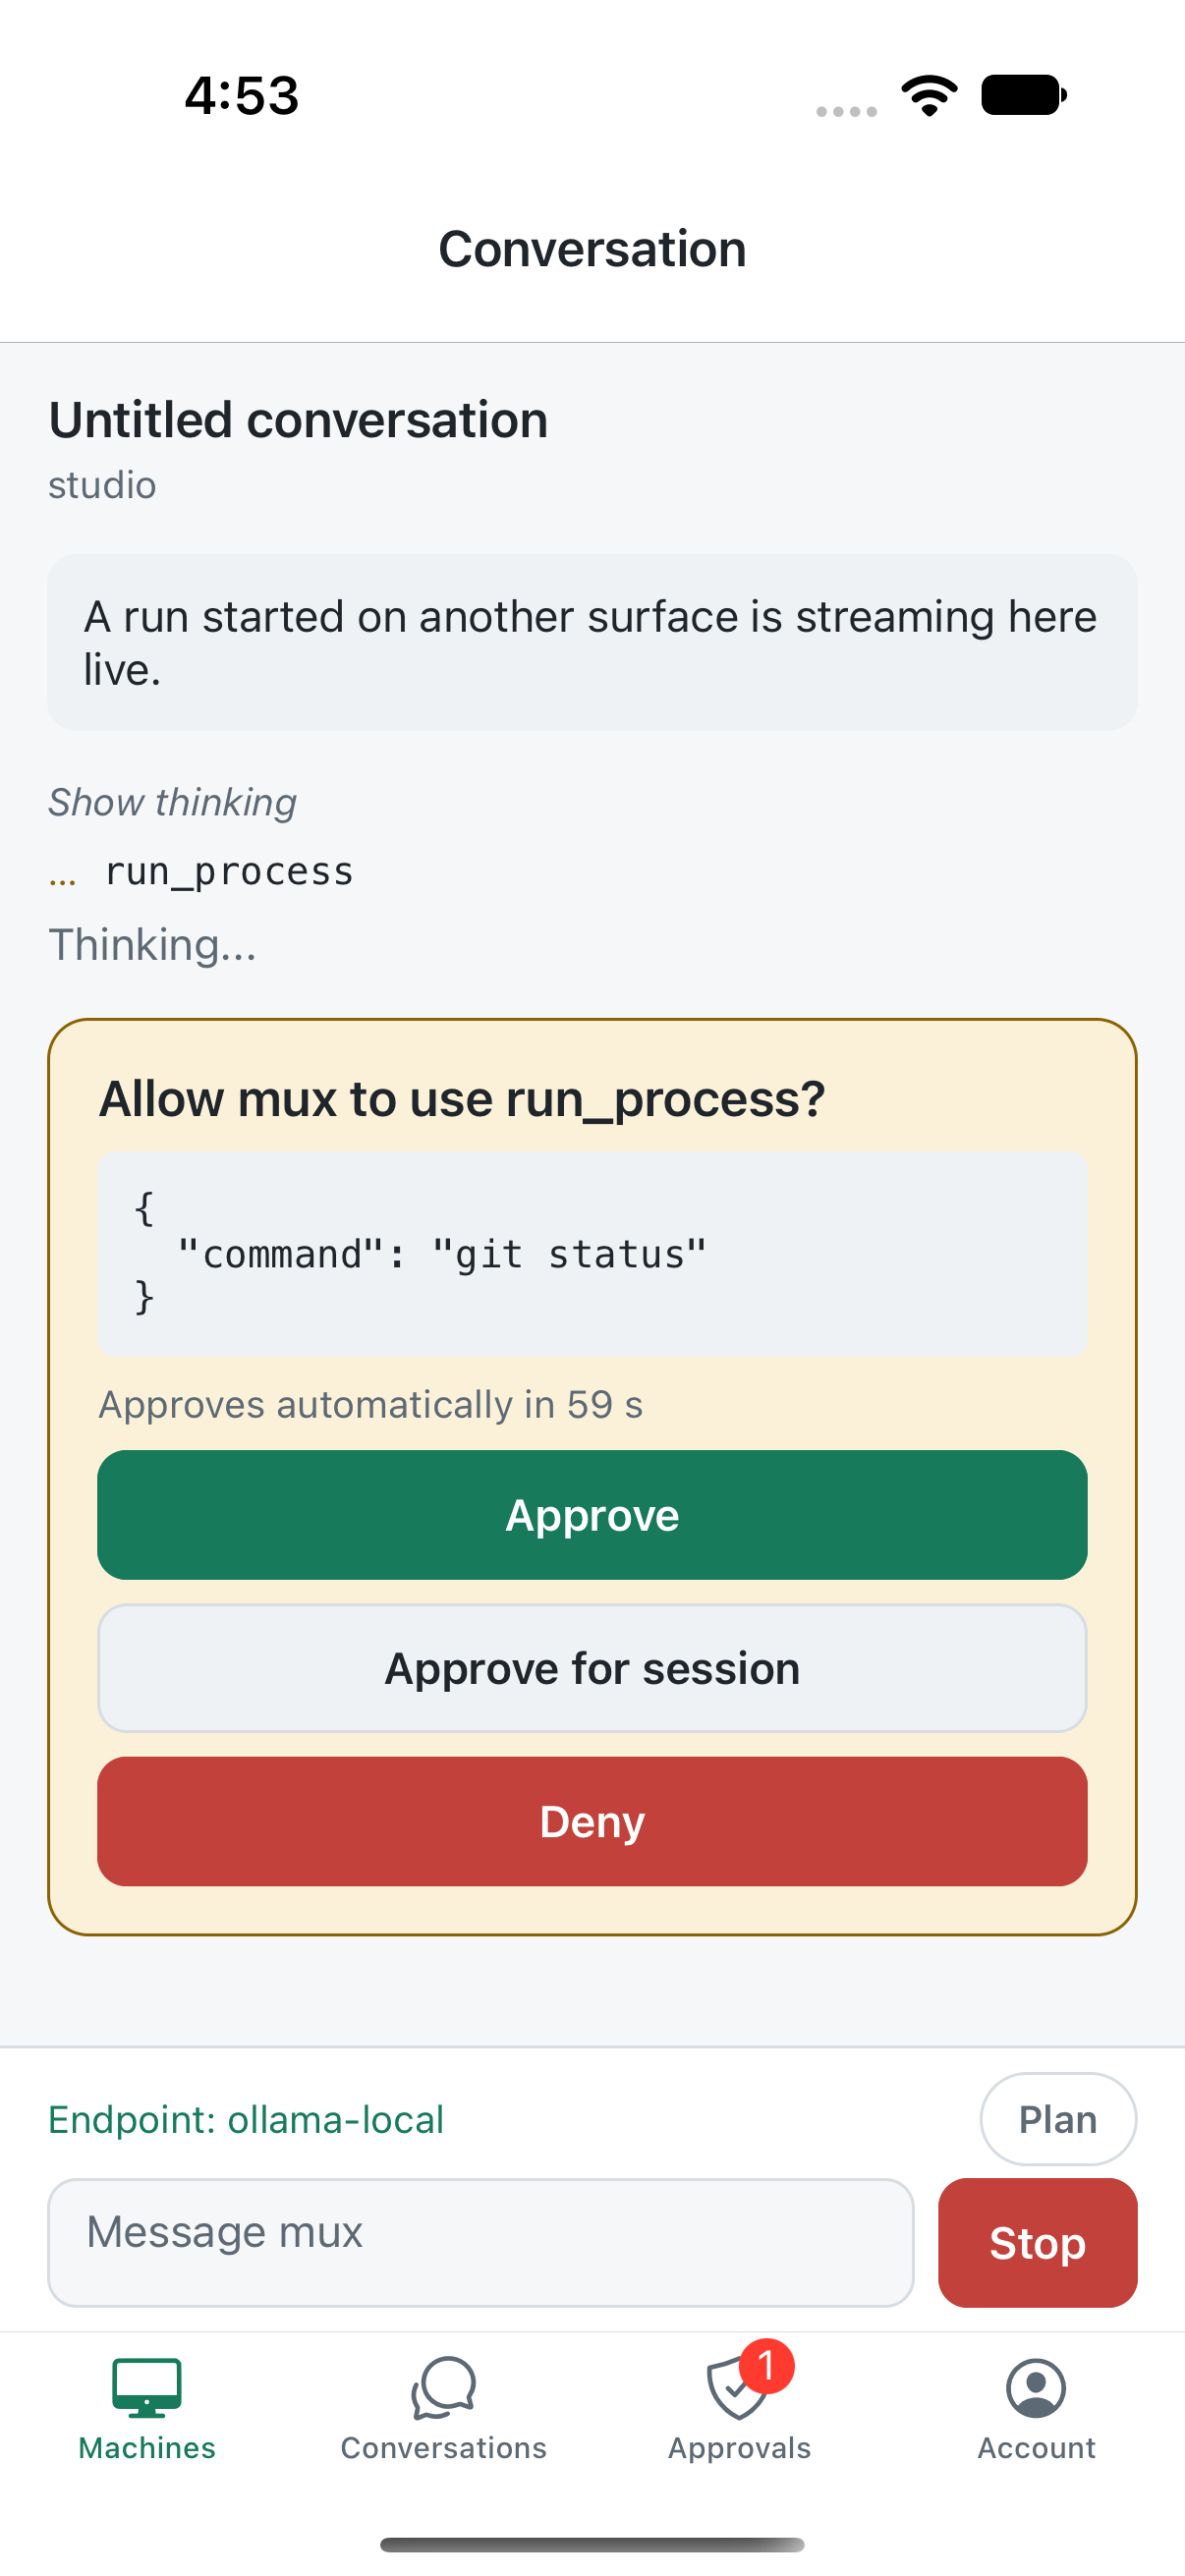 4:53
Conversation
Untitled conversation
studio
A run started on another surface is streaming here
live.
Show thinking
... run_process
Thinking...
Allow mux to use run_process?
{
  "command": "git status"
}
Approves automatically in 59 s
Approve
Approve for session
Deny
Endpoint: ollama-local
Plan
Message mux
Stop
1
Machines
Conversations
Approvals
Account